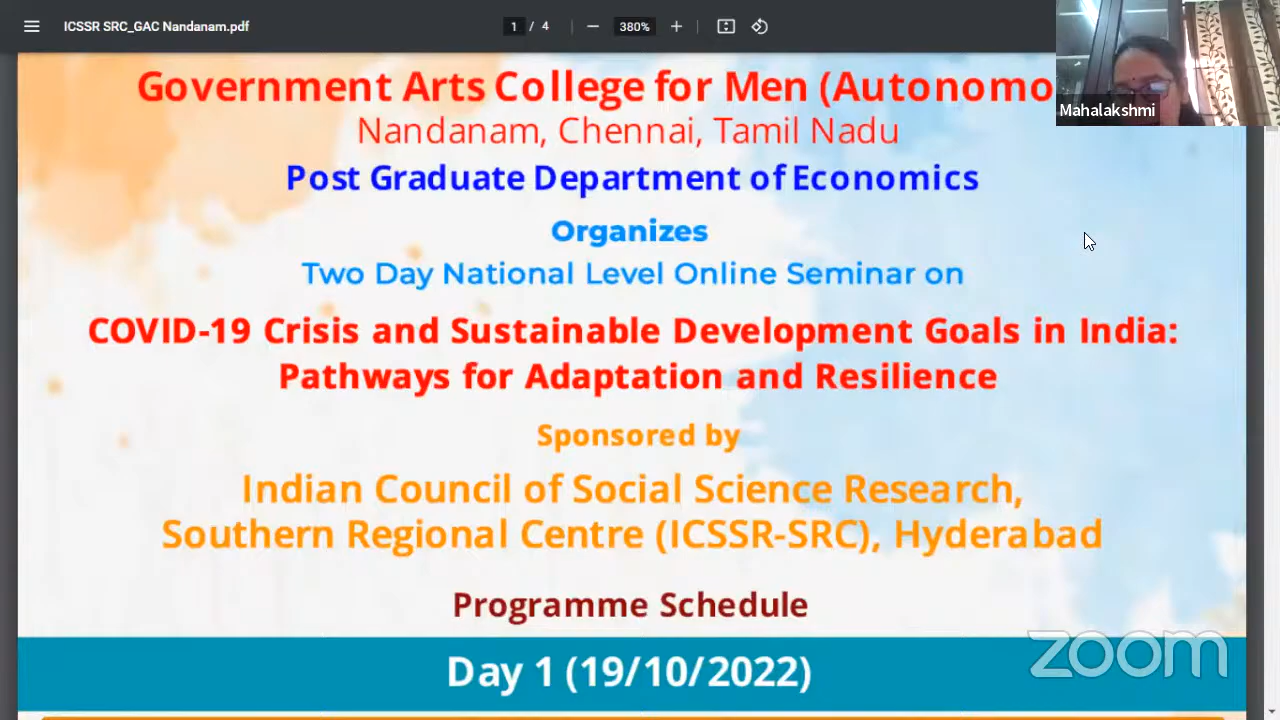 ICSSR SRC_GAC Nandanam.pdf
1 / 4
380%
Mahalakshmi
Government Arts College for Men (Autonomo
Nandanam, Chennai, Tamil Nadu
Post Graduate Department of Economics
Organizes
Two Day National Level Online Seminar on
COVID-19 Crisis and Sustainable Development Goals in India:
Pathways for Adaptation and Resilience
Sponsored by
Indian Council of Social Science Research,
Southern Regional Centre (ICSSR-SRC), Hyderabad
Programme Schedule
Day 1 (19/10/2022)
zoom